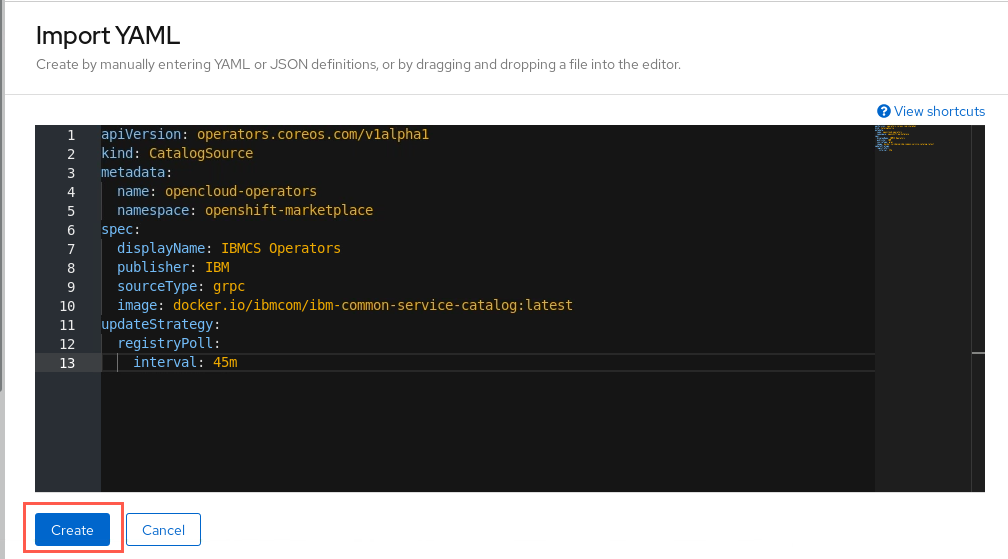 Import YAML
Create by manually entering YAML or JSON definitions, or by dragging and dropping a file into the editor.
View shortcuts
1 apiVersion: operators.coreos.com/v1alpha1
2 kind: CatalogSource
3 metadata:
4   name: opencloud-operators
5   namespace: openshift-marketplace
6 spec:
7   displayName: IBMCS Operators
8   publisher: IBM
9   sourceType: grpc
10   image: docker.io/ibmcom/ibm-common-service-catalog:latest
11 updateStrategy:
12   registryPoll:
13     interval: 45m
Create Cancel